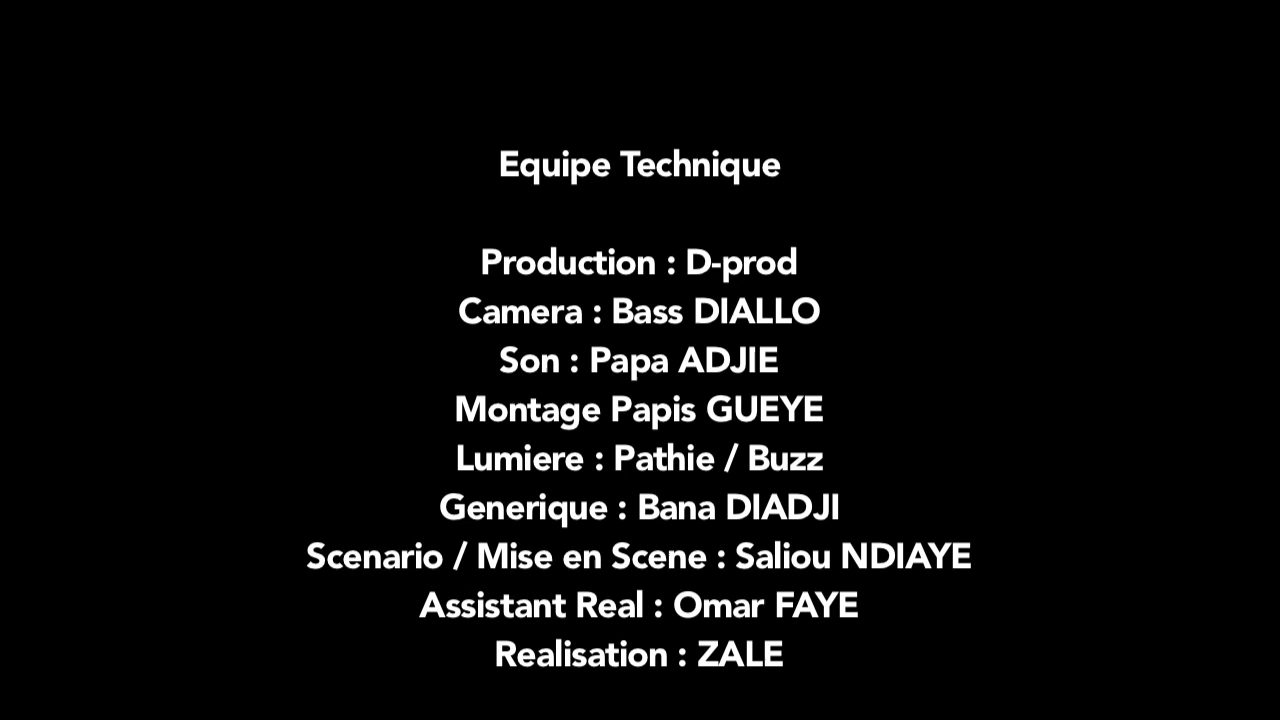 Equipe Technique
Production : D-prod
Camera : Bass DIALLO
Son : Papa ADJIE
Montage Papis GUEYE
Lumiere : Pathie / Buzz
Generique : Bana DIADJI
Scenario / Mise en Scene : Saliou NDIAYE
Assistant Real : Omar FAYE
Realisation : ZALE